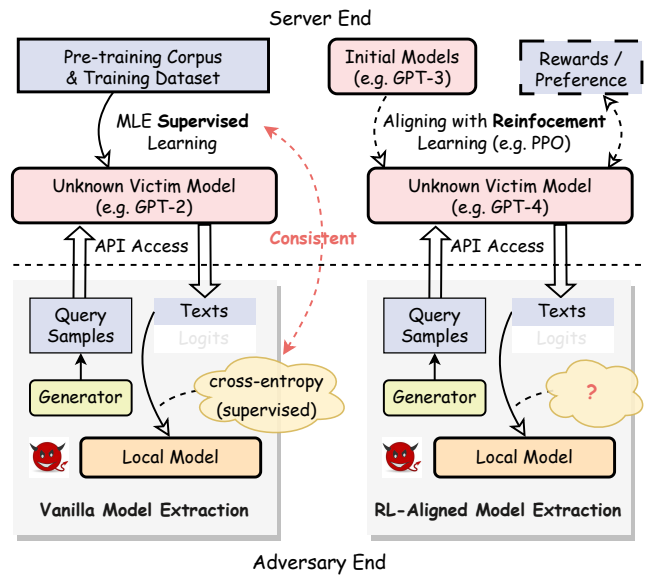 Server End
Pre-training Corpus
& Training Dataset
MLE Supervised
Learning
Unknown Victim Model
(e.g. GPT-2)
API Access
Consistent
Query
Samples
Texts
Logits
Generator
cross-entropy
(supervised)
Local Model
Vanilla Model Extraction
Initial Models
(e.g. GPT-3)
Rewards /
Preference
Aligning with Reinfocement
Learning (e.g. PPO)
Unknown Victim Model
(e.g. GPT-4)
API Access
Query
Samples
Texts
Logits
Generator
?
Local Model
RL-Aligned Model Extraction
Adversary End